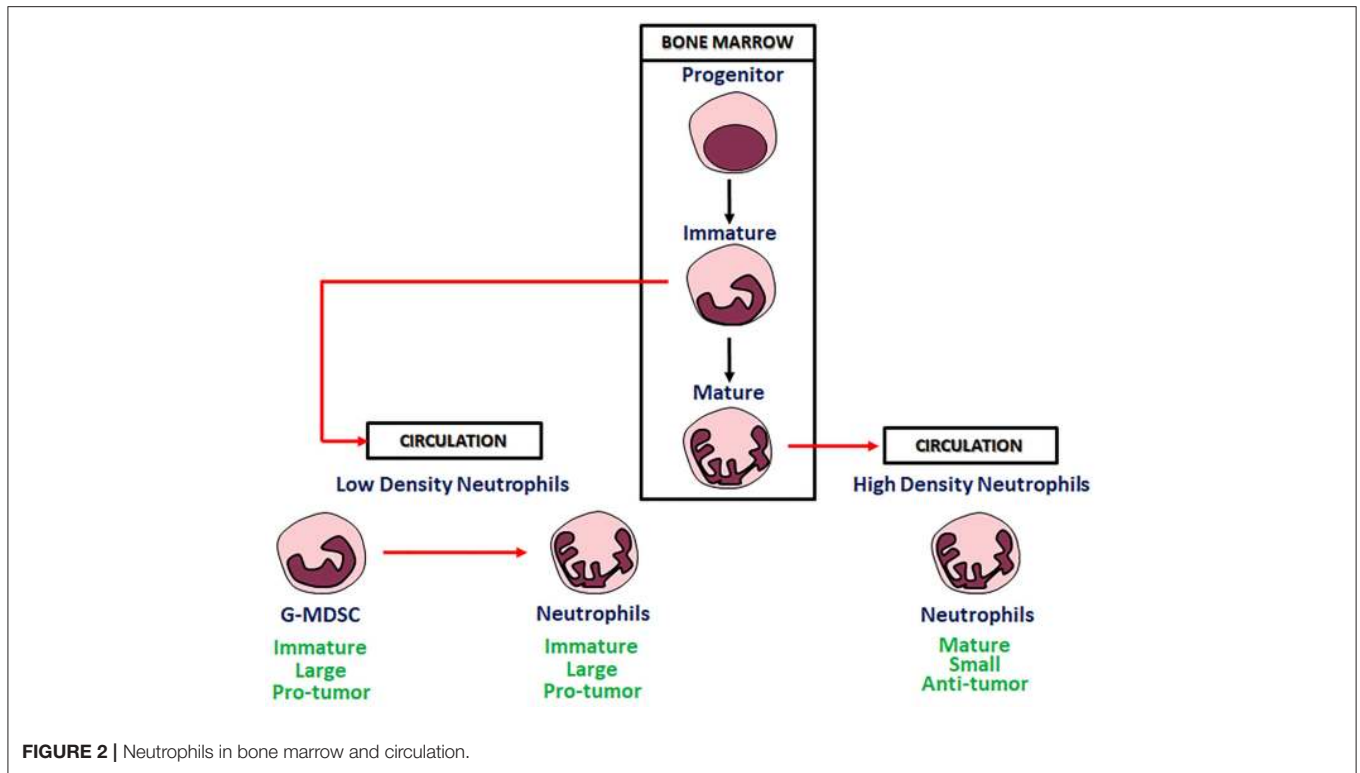 BONE MARROW
Progenitor
Immature
Mature
CIRCULATION
Low Density Neutrophils
G-MDSC
Immature
Large
Pro-tumor
Neutrophils
Immature
Large
Pro-tumor
CIRCULATION
High Density Neutrophils
Neutrophils
Mature
Small
Anti-tumor
FIGURE 2 | Neutrophils in bone marrow and circulation.